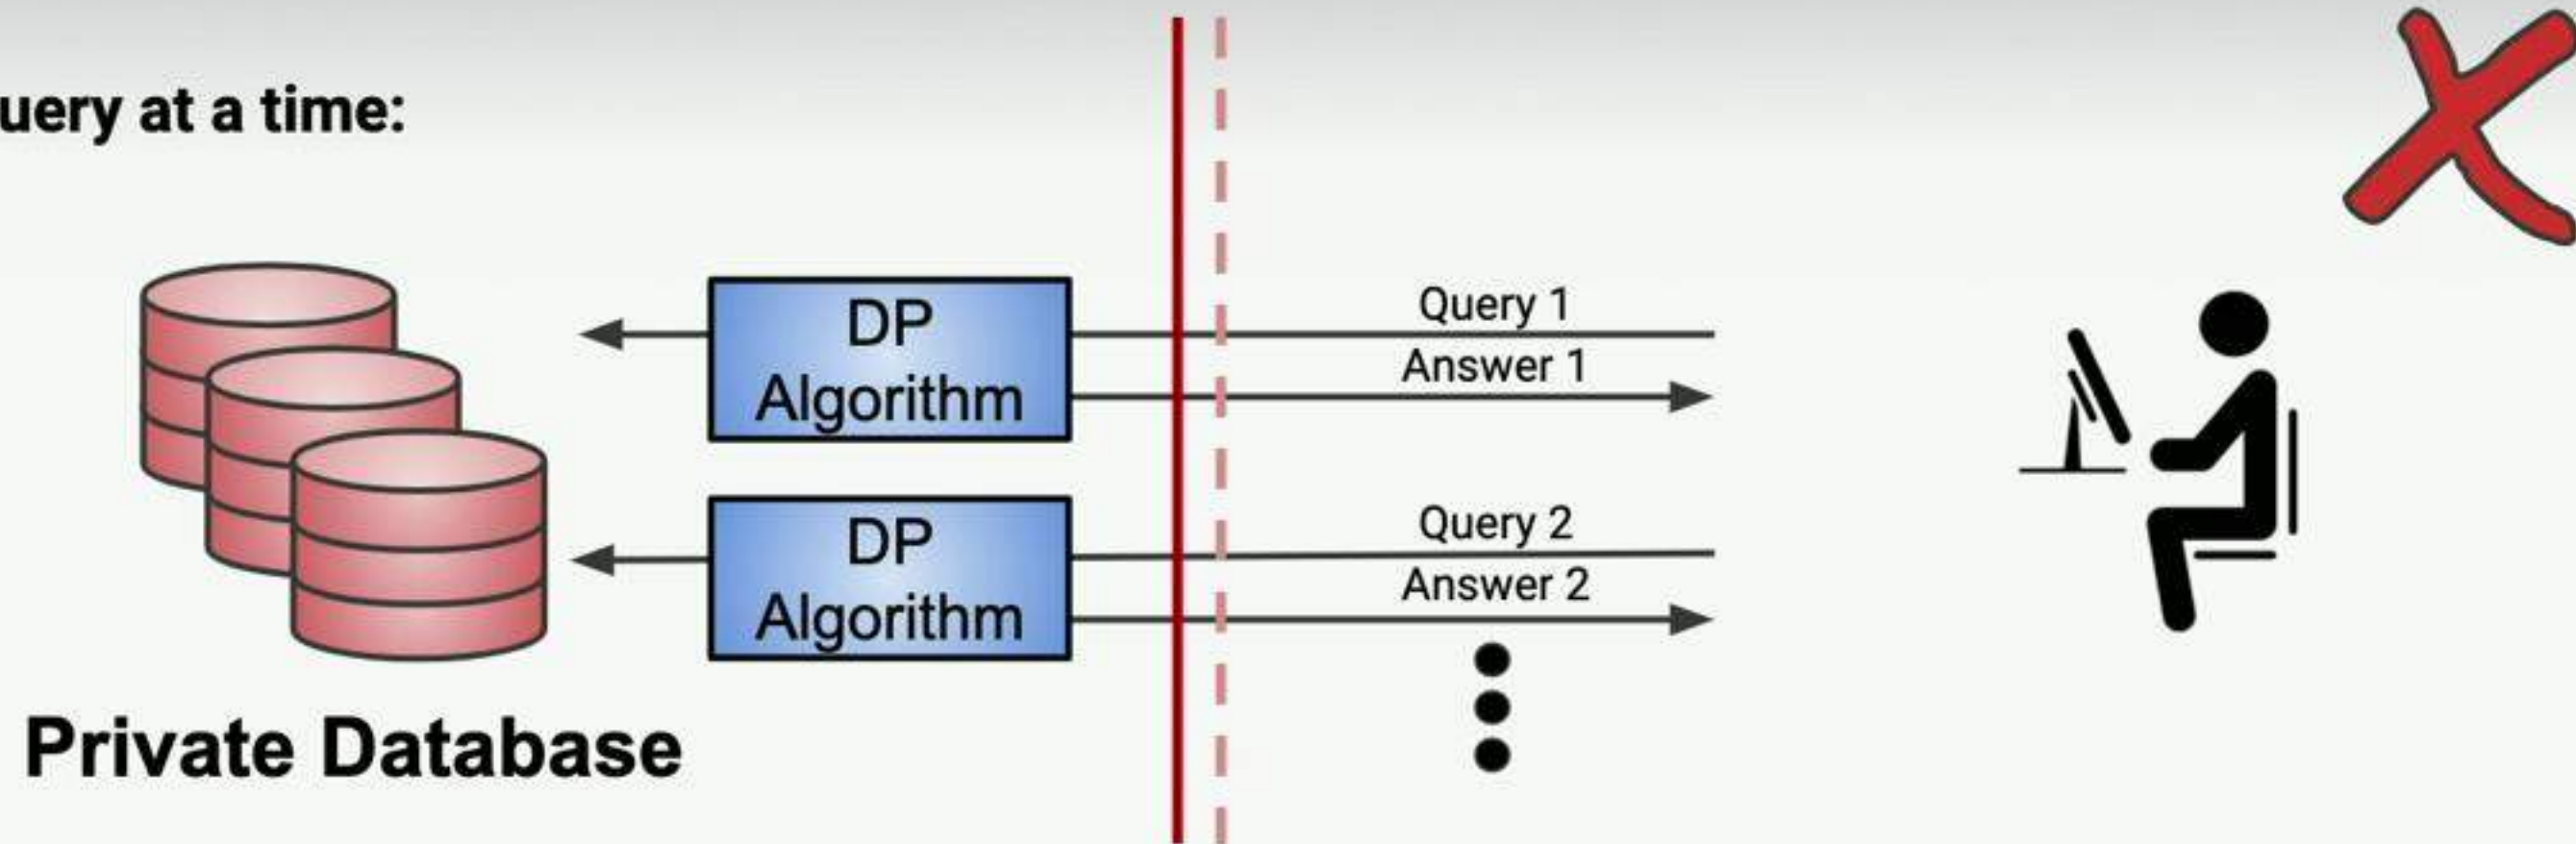 uery at a time:
DP
Algorithm
Query 1
Answer 1
DP
Algorithm
Query 2
Answer 2
Private Database